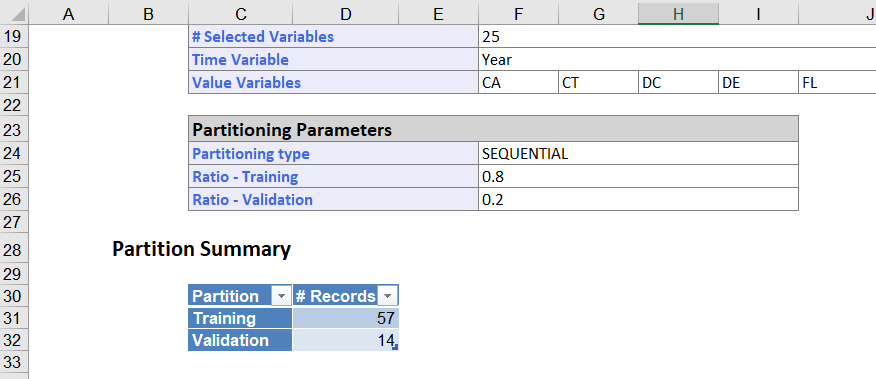 A B C D E F G H I J
19 # Selected Variables 25
20 Time Variable Year
21 Value Variables CA CT DC DE FL
22
23 Partitioning Parameters
24 Partitioning type SEQUENTIAL
25 Ratio - Training 0.8
26 Ratio - Validation 0.2
27
28 Partition Summary
29
30 Partition # Records
31 Training 57
32 Validation 14
33